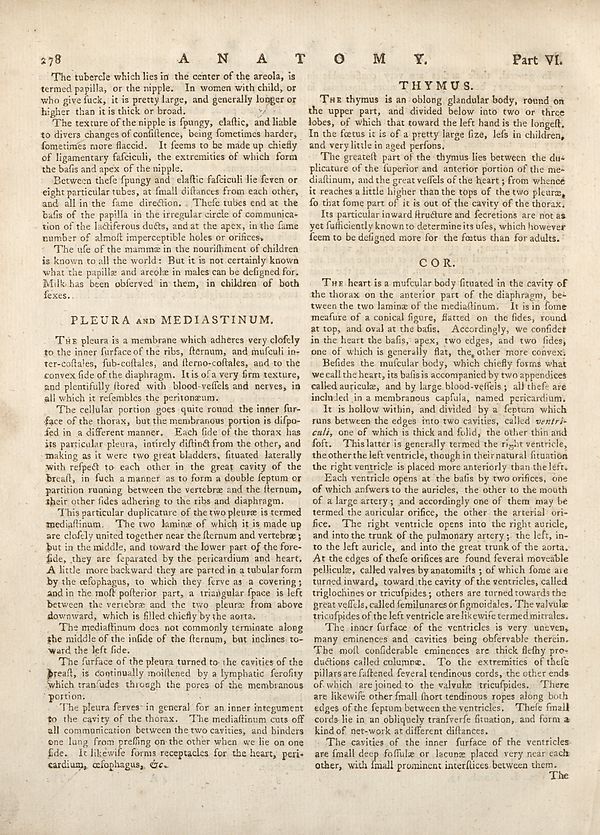 278 A N A T O M Y. Part VI.
The tubercle which lies in the center of the areola, is
termed papilla, or the nipple. In women with child, or
who give ſuck, it is pretty large, and generally longer or
higher than it is thick or broad.
The texture of the nipple is ſpungy, elaſtic, and liable
to divers changes of conſiſtence, being ſometimes harder,
ſometimes more flaccid. It ſeems to be made up chiefly
of ligamentary faſciculi, the extremities of which form
the baſis and apex of the nipple.
Between theſe ſpungy and elaſtic faſciculi lie ſeven or
eight particular tubes, at ſmall diſtances from each other,
and all in the ſame direction. Theſe tubes end at the
baſis of the papilla in the irregular circle of communica-
tion of the lactiferous ducts, and at the apex, in the ſame
number of almoſt imperceptible holes or orifices.
The uſe of the mammæ in the nouriſhment of children
is known to all the world: But it is not certainly known
what the papillæ and areolæ in males can be deſigned for.
Milk has been obſerved in them, in children of both
ſexes.
PLEURA AND MEDIASTINUM.
THE pleura is a membrane which adheres very cloſely
to the inner ſurface of the ribs, ſternum, and muſculi in-
ter-coſtales, ſub-coſtales, and ſterno-coſtales, and to the
convex ſide of the diaphragm. It is of a very firm texture,
and plentifully ſtored with blood-veſſels and nerves, in
all which it reſembles the peritonæum.
The cellular portion goes quite round the inner ſur-
face of the thorax, but the membranous portion is diſpo-
ſed in a different manner. Each ſide of the thorax has
its particular pleura, intirely diſtinct from the other, and
making as it were two great bladders, ſituated laterally
with reſpect to each other in the great cavity of the
breaſt, in ſuch a manner as to form a double ſeptum or
partition running between the vertebræ and the ſternum,
their other ſides adhering to the ribs and diaphragm.
This particular duplicature of the two pleuræ is termed
mediaſtinum. The two laminæ of which it is made up
are cloſely united together near the ſternum and vertebræ;
but in the middle, and toward the lower part of the fore-
ſide, they are ſeparated by the pericardium and heart.
A little more backward they are parted in a tubular form
by the œſophagus, to which they ſerve as a covering;
and in the moſt poſterior part, a triangular ſpace is left
between the vertebræ and the two pleuræ from above
downward, which is filled chiefly by the aorta.
The mediaſtinum does not commonly terminate along
the middle of the inſide of the ſternum, but inclines to-
ward the left ſide.
The ſurface of the pleura turned to the cavities of the
breaſt, is continually moiſtened by a lymphatic ſeroſity
which tranſudes through the pores of the membranous
portion.
The pleura ſerves in general for an inner integument
to the cavity of the thorax. The mediaſtinum cuts off
all communication between the two cavities, and hinders
one lung from preſſing on the other when we lie on one
ſide. It likewiſe forms receptacles for the heart, peri-
cardium, œſophagus, &c.
THYMUS.
THE thymus is an oblong glandular body, round on
the upper part, and divided below into two or three
lobes, of which that toward the left hand is the longeſt.
In the fœtus it is of a pretty large ſize, leſs in children,
and very little in aged perſons.
The greateſt part of the thymus lies between the du-
plicature of the ſuperior and anterior portion of the me-
diaſtinum, and the great veſſels of the heart; from whence
it reaches a little higher than the tops of the two pleuræ,
ſo that ſome part of it is out of the cavity of the thorax.
Its particular inward ſtructure and ſecretions are not as
yet ſufficiently known to determine its uſes, which however
ſeem to be deſigned more for the fœtus than for adults.
COR.
THE heart is a muſcular body ſituated in the cavity of
the thorax on the anterior part of the diaphragm, be-
tween the two laminæ of the mediaſtinum. It is in ſome
meaſure of a conical figure, flatted on the ſides, round
at top, and oval at the baſis. Accordingly, we conſider
in the heart the baſis, apex, two edges, and two ſides,
one of which is generally flat, the other more convex.
Beſides the muſcular body, which chiefly forms what
we call the heart, its baſis is accompanied by two appendices
called auriculæ, and by large blood-veſſels; all theſe are
included in a membranous capſula, named pericardium.
It is hollow within, and divided by a ſeptum which
runs between the edges into two cavities, called ventri-
culi, one of which is thick and ſolid, the other thin and
ſoft. This latter is generally termed the right ventricle,
the other the left ventricle, though in their natural ſituation
the right ventricle is placed more anteriorly than the left.
Each ventricle opens at the baſis by two orifices, one
of which anſwers to the auricles, the other to the mouth
of a large artery; and accordingly one of them may be
termed the auricular orifice, the other the arterial ori-
fice. The right ventricle opens into the right auricle,
and into the trunk of the pulmonary artery; the left, in-
to the left auricle, and into the great trunk of the aorta.
At the edges of theſe orifices are found ſeveral moveable
pelliculæ, called valves by anatomiſts; of which ſome are
turned inward, toward the cavity of the ventricles, called
triglochines or tricuſpides; others are turned towards the
great veſſels, called ſemilunares or ſigmoidales. The valvulæ
tricuſpides of the left ventricle are likewiſe termed mitrales.
The inner ſurface of the ventricles is very uneven,
many eminences and cavities being obſervable therein.
The moſt conſiderable eminences are thick fleſhy pro-
ductions called columnæ. To the extremities of theſe
pillars are faſtened ſeveral tendinous cords, the other ends
of which are joined to the valvulæ tricuſpides. There
are likewiſe other ſmall ſhort tendinous ropes along both
edges of the ſeptum between the ventricles. Theſe ſmall
cords lie in an obliquely tranſverſe ſituation, and form a
kind of net-work at different diſtances.
The cavities of the inner ſurface of the ventricles
are ſmall deep foſſulæ or lacunæ placed very near each
other, with ſmall prominent interſtices between them.
The